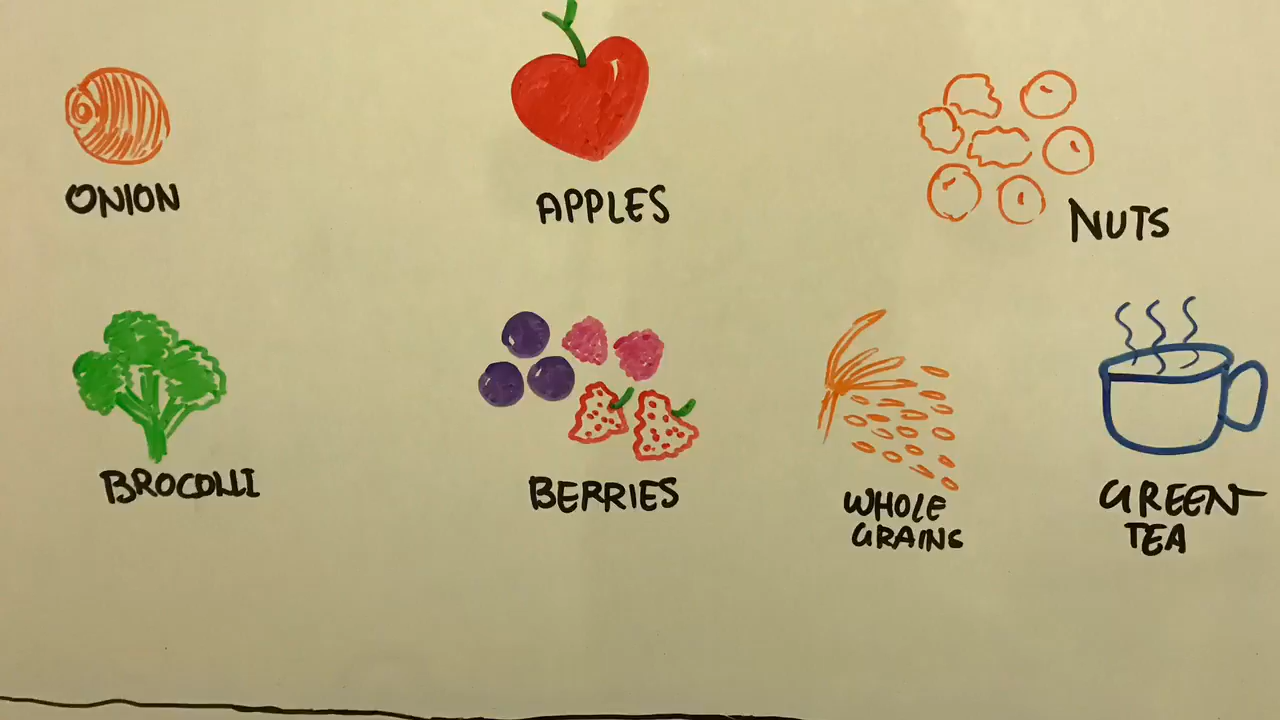 ONION
APPLES
NUTS
BROCOLLI
BERRIES
WHOLE
GRAINS
GREEN
TEA